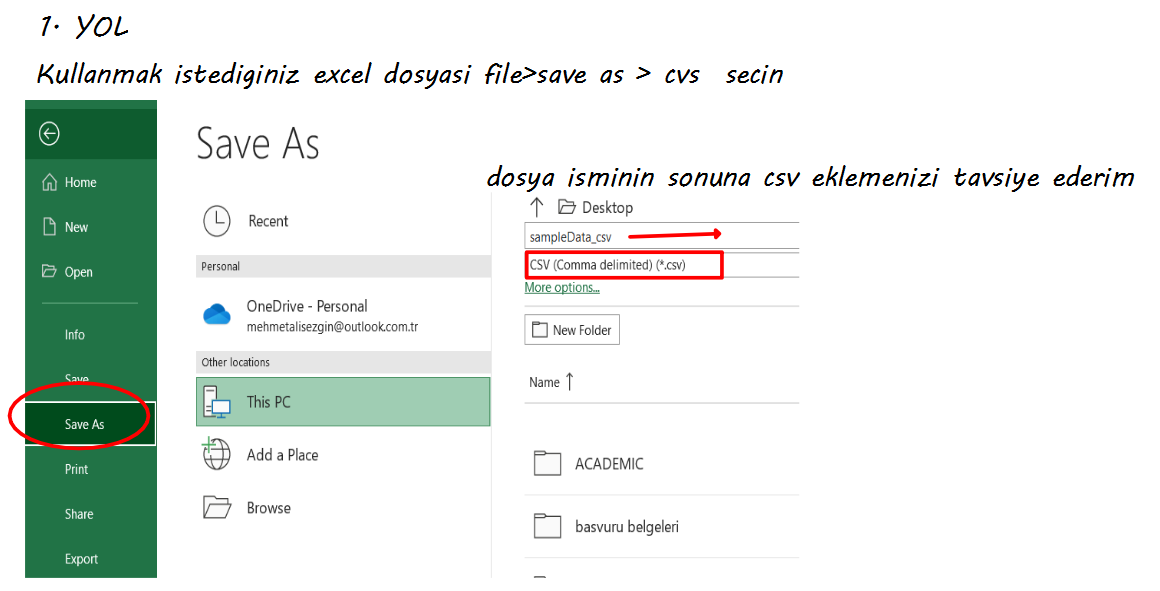 1. YOL
Kullanmak istediginiz excel dosyasi file>save as > cvs secin
Save As
dosya isminin sonuna csv eklemenizi tavsiye ederim
Home
New
Open
Info
Save
Save As
Print
Share
Export
Recent
Personal
OneDrive - Personal
mehmetalisezgin@outlook.com.tr
Other locations
This PC
Add a Place
Browse
Desktop
sampleData_csv
CSV (Comma delimited) (*.csv)
More options...
New Folder
Name
ACADEMIC
basvuru belgeleri